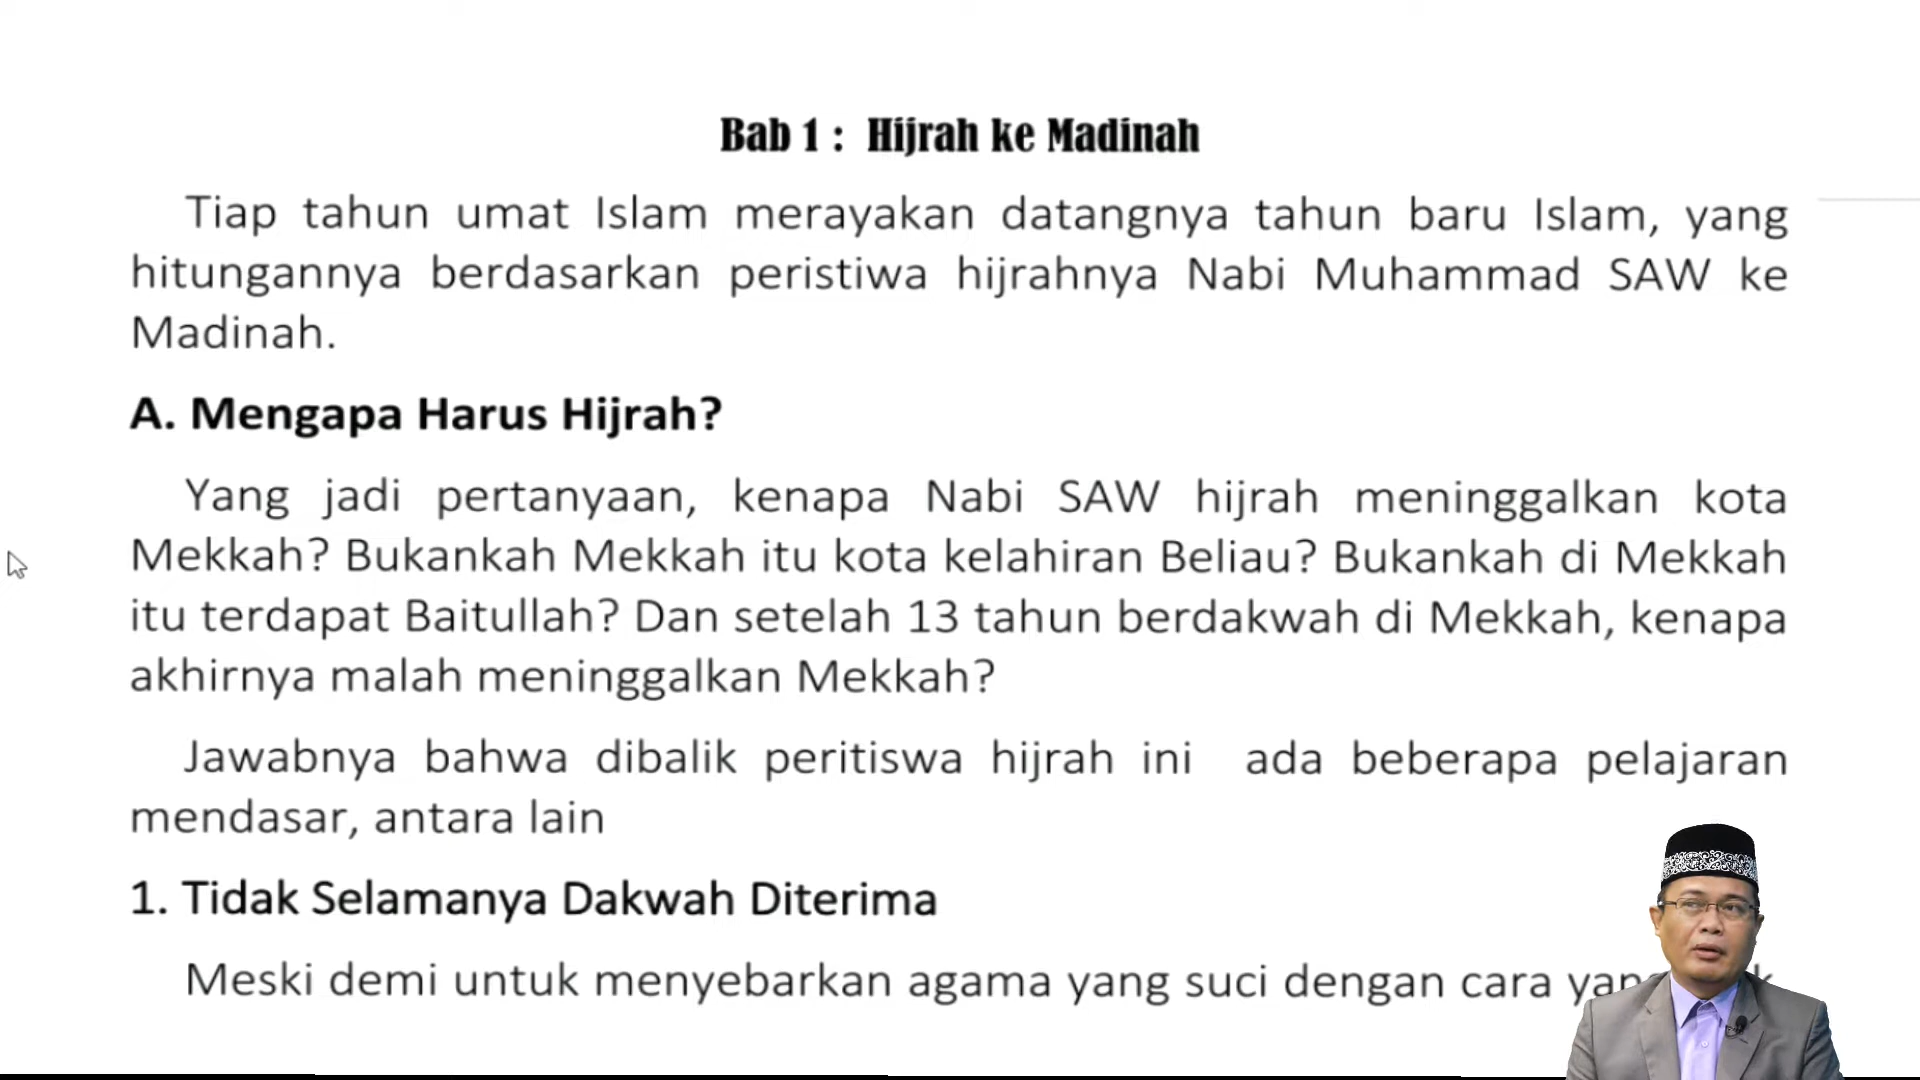 Bab 1 : Hijrah ke Madinah
Tiap tahun umat Islam merayakan datangnya tahun baru Islam, yang
hitungannya berdasarkan peristiwa hijrahnya Nabi Muhammad SAW ke
Madinah.
A. Mengapa Harus Hijrah?
Yang jadi pertanyaan, kenapa Nabi SAW hijrah meninggalkan kota
Mekkah? Bukankah Mekkah itu kota kelahiran Beliau? Bukankah di Mekkah
itu terdapat Baitullah? Dan setelah 13 tahun berdakwah di Mekkah, kenapa
akhirnya malah meninggalkan Mekkah?
Jawabnya bahwa dibalik peritiswa hijrah ini ada beberapa pelajaran
mendasar, antara lain
1. Tidak Selamanya Dakwah Diterima
Meski demi untuk menyebarkan agama yang suci dengan cara